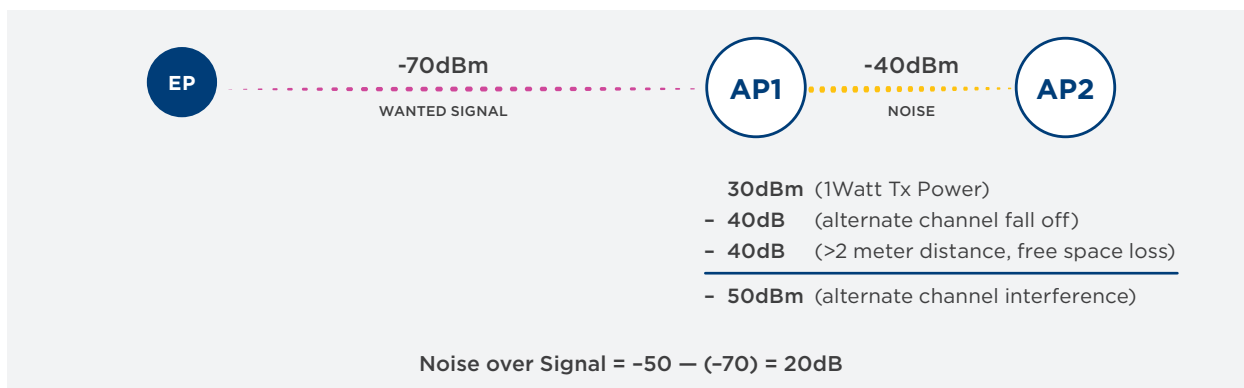 -70dBm
-40dBm
EP
AP1
AP2
WANTED SIGNAL
NOISE
30dBm (1Watt Tx Power)
– 40dB (alternate channel fall off)
– 40dB (>2 meter distance, free space loss)
– 50dBm (alternate channel interference)
Noise over Signal = –50 — (–70) = 20dB